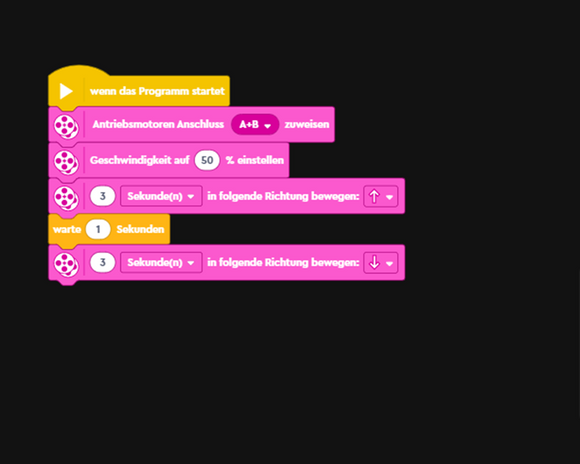 wenn das Programm startet
Antriebsmotoren Anschluss A+B zuweisen
Geschwindigkeit auf 50 % einstellen
3 Sekunde(n) in folgende Richtung bewegen: ↑
warte 1 Sekunden
3 Sekunde(n) in folgende Richtung bewegen: ↓